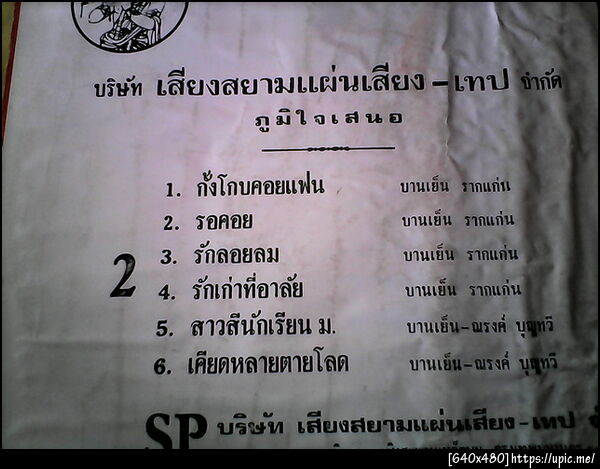 บริษัท เสียงสยามแผ่นเสียง-เทป จำกัด
ภูมิใจเสนอ
2
1. กั้งโกบคอยแฟน บานเย็น รากแก่น
2. รอคอย บานเย็น รากแก่น
3. รักลอยลม บานเย็น รากแก่น
4. รักเก่าที่อาลัย บานเย็น รากแก่น
5. สาวสีนักเรียน ม. บานเย็น-ณรงค์ บุญทวี
6. เคียดหลายตายโลด บานเย็น-ณรงค์ บุญทวี
SP บริษัท เสียงสยามแผ่นเสียง-เทป
[640x480]https://upic.me/